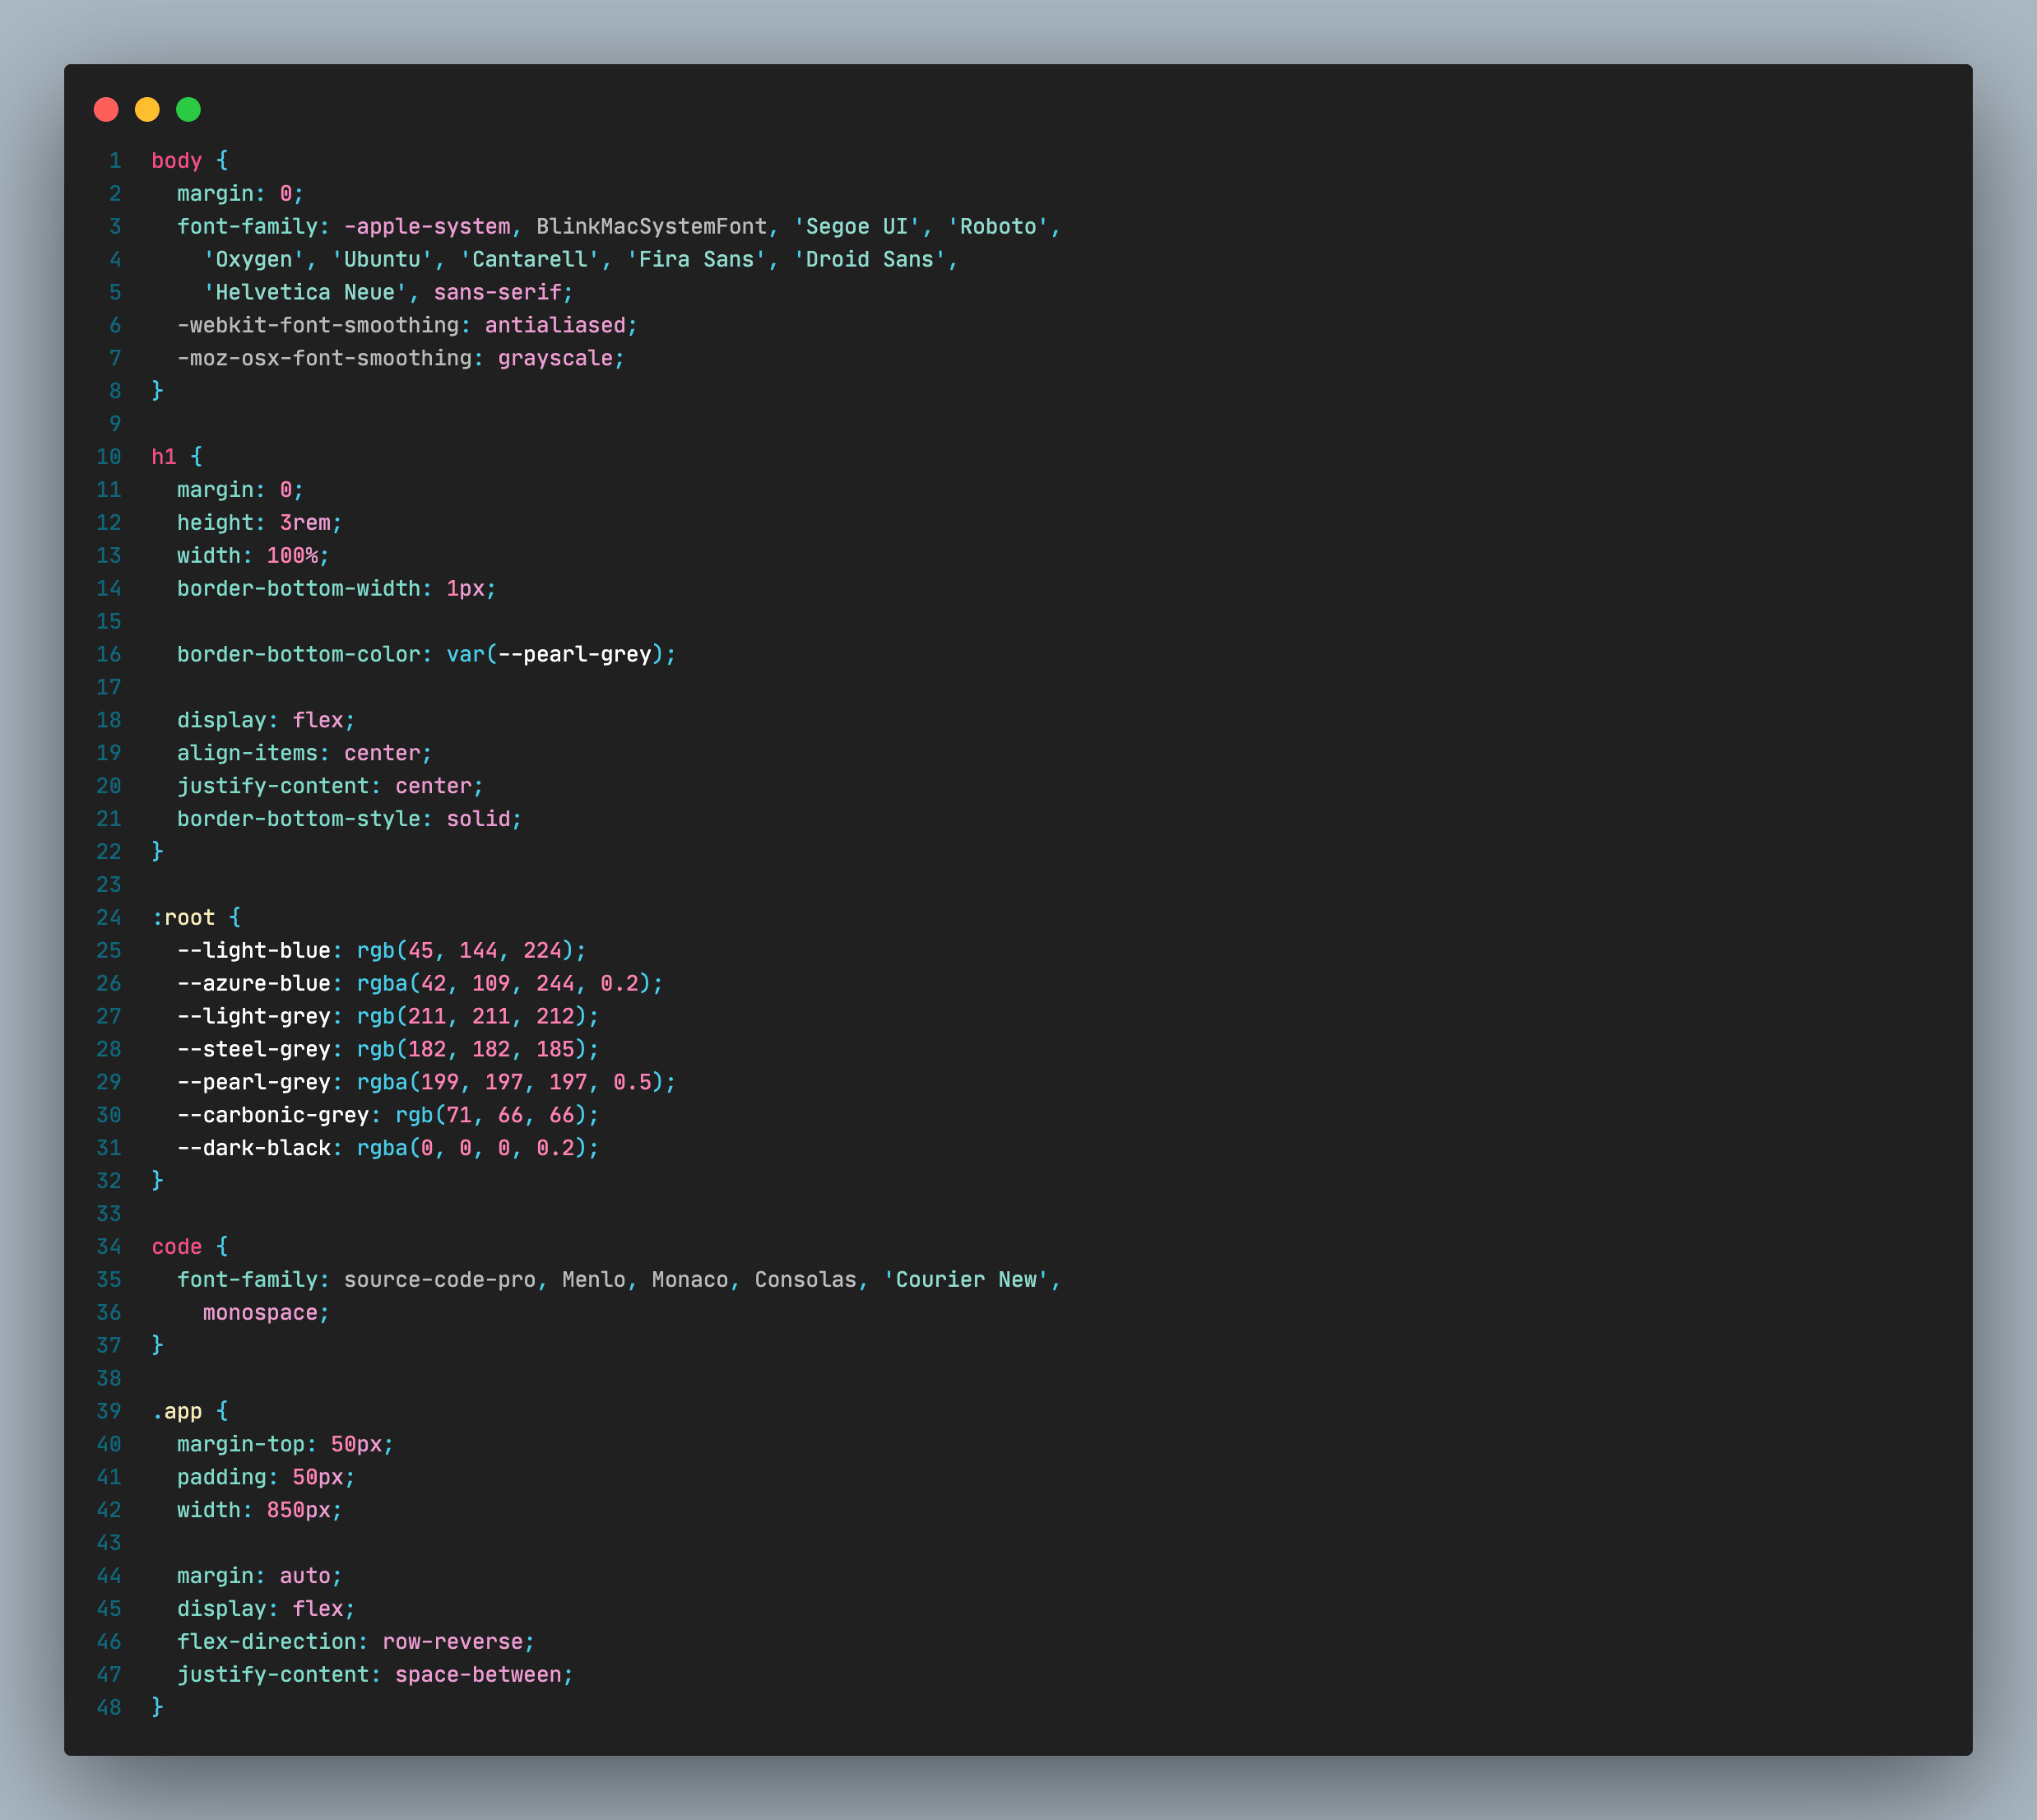 1 body {
2   margin: 0;
3   font-family: -apple-system, BlinkMacSystemFont, 'Segoe UI', 'Roboto',
4     'Oxygen', 'Ubuntu', 'Cantarell', 'Fira Sans', 'Droid Sans',
5     'Helvetica Neue', sans-serif;
6   -webkit-font-smoothing: antialiased;
7   -moz-osx-font-smoothing: grayscale;
8 }
9
10 h1 {
11   margin: 0;
12   height: 3rem;
13   width: 100%;
14   border-bottom-width: 1px;
15
16   border-bottom-color: var(--pearl-grey);
17
18   display: flex;
19   align-items: center;
20   justify-content: center;
21   border-bottom-style: solid;
22 }
23
24 :root {
25   --light-blue: rgb(45, 144, 224);
26   --azure-blue: rgba(42, 109, 244, 0.2);
27   --light-grey: rgb(211, 211, 212);
28   --steel-grey: rgb(182, 182, 185);
29   --pearl-grey: rgba(199, 197, 197, 0.5);
30   --carbonic-grey: rgb(71, 66, 66);
31   --dark-black: rgba(0, 0, 0, 0.2);
32 }
33
34 code {
35   font-family: source-code-pro, Menlo, Monaco, Consolas, 'Courier New',
36     monospace;
37 }
38
39 .app {
40   margin-top: 50px;
41   padding: 50px;
42   width: 850px;
43
44   margin: auto;
45   display: flex;
46   flex-direction: row-reverse;
47   justify-content: space-between;
48 }